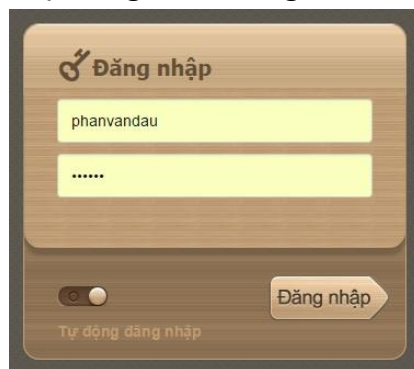 Đăng nhập
phanvandau
••••••
Đăng nhập
Tự động đăng nhập